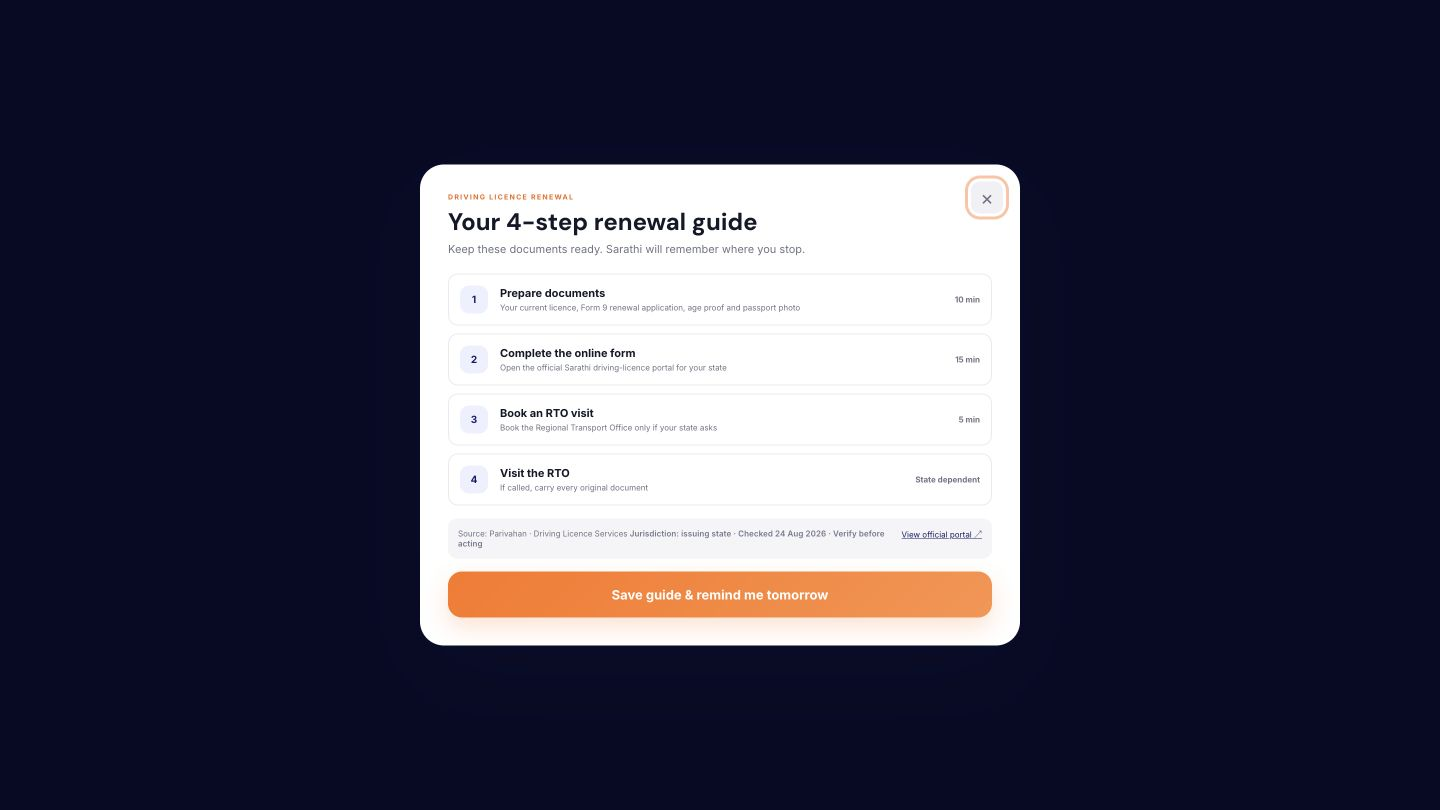 DRIVING LICENCE RENEWAL
Your 4-step renewal guide
Keep these documents ready. Sarathi will remember where you stop.
×
1
Prepare documents
Your current licence, Form 9 renewal application, age proof and passport photo
10 min
2
Complete the online form
Open the official Sarathi driving-licence portal for your state
15 min
3
Book an RTO visit
Book the Regional Transport Office only if your state asks
5 min
4
Visit the RTO
If called, carry every original document
State dependent
Source: Parivahan · Driving Licence Services Jurisdiction: issuing state · Checked 24 Aug 2026 · Verify before
acting
View official portal ↗
Save guide & remind me tomorrow